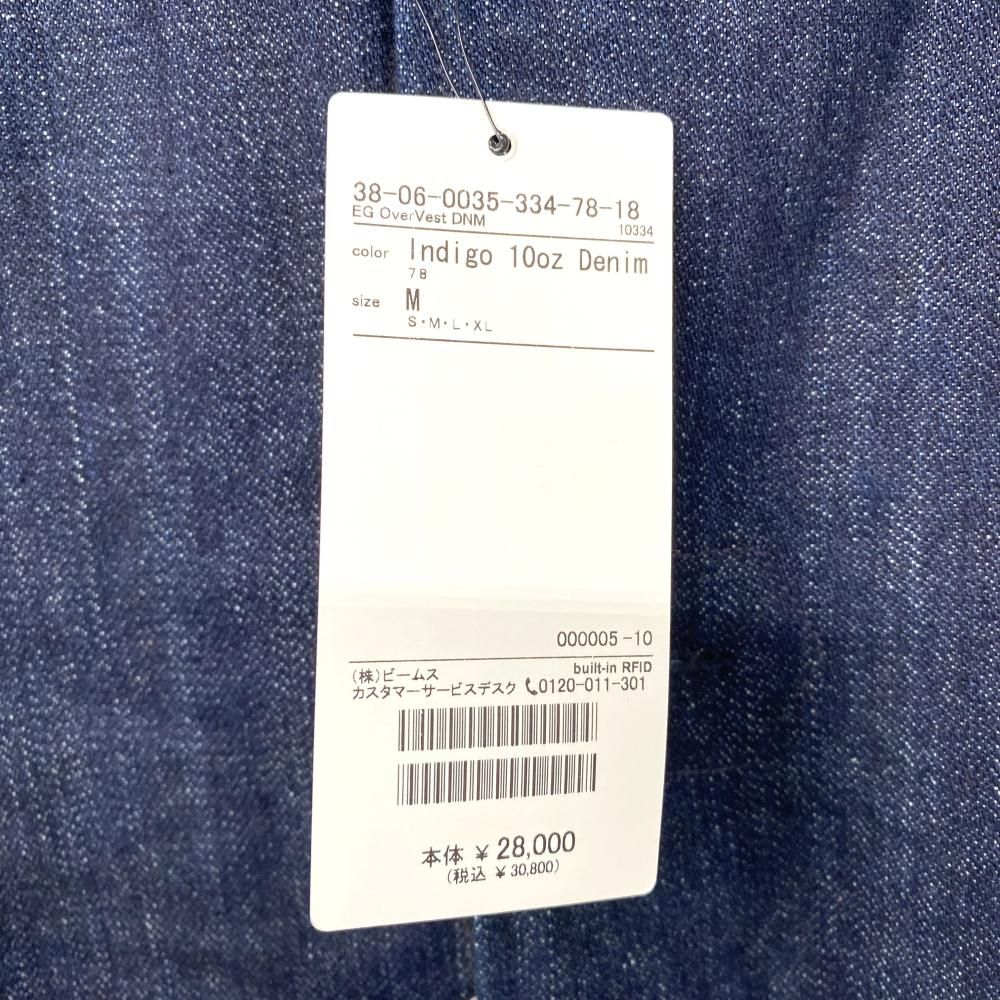 38-06-0035-334-78-18
EG OverVest DNM
10334
color Indigo 10oz Denim
78
size M
S・M・L・XL
000005-10
(株)ビームス built-in RFID
カスタマーサービスデスク 0120-011-301
本体 ¥ 28,000
(税込 ¥ 30,800)